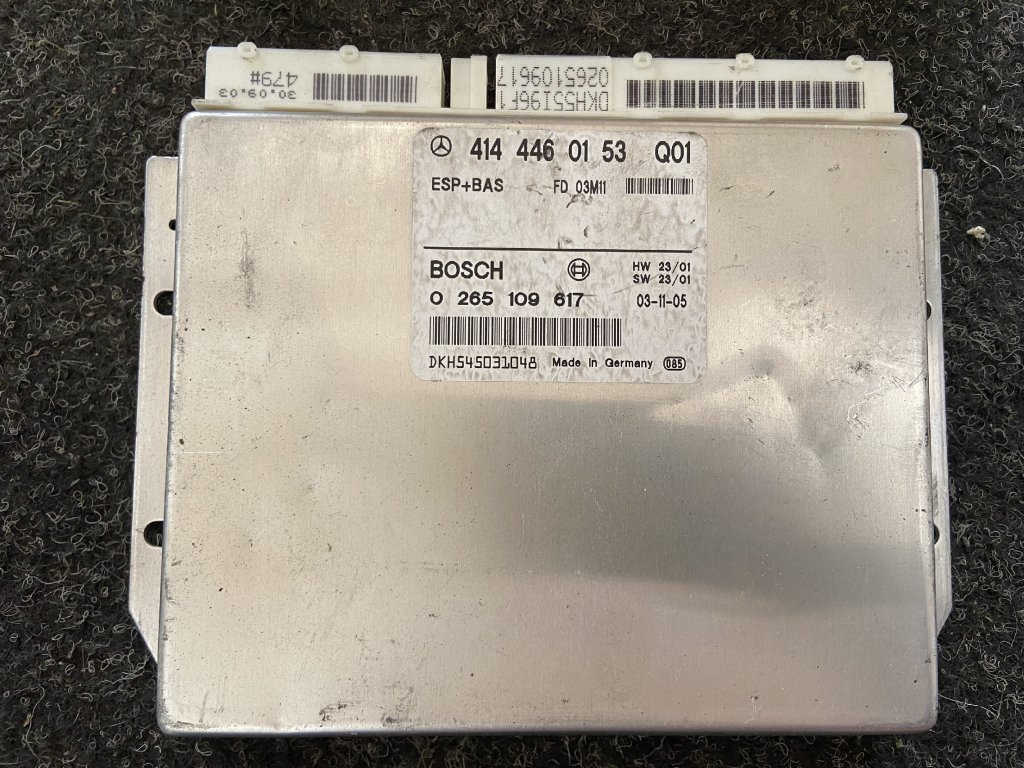 479#
30.09.03
DKH55I96F1
0265109617
414 446 01 53 Q01
ESP+BAS FD 03M11
BOSCH HW 23/01
SW 23/01
0 265 109 617 03-11-05
DKH545031048 Made in Germany 085